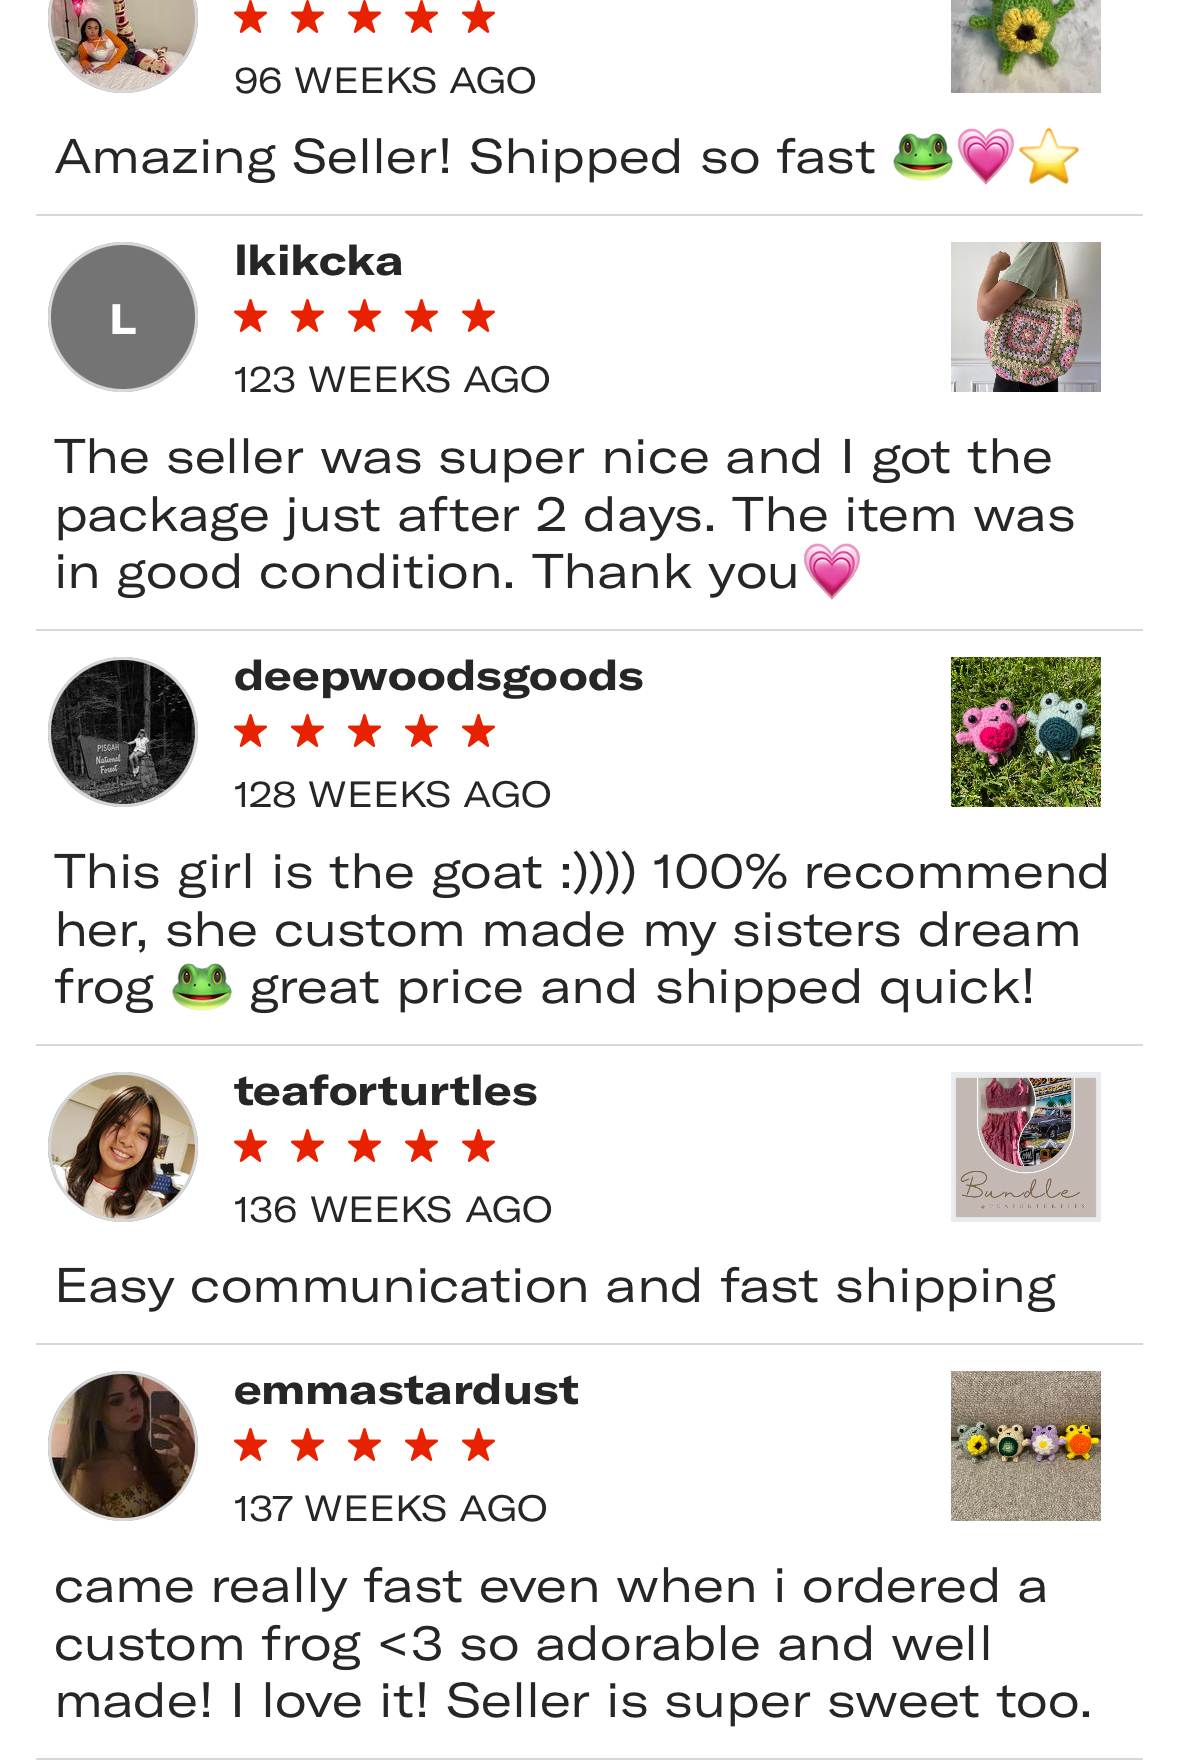 96 WEEKS AGO
Amazing Seller! Shipped so fast 🐸💗⭐
L
lkikcka
123 WEEKS AGO
The seller was super nice and I got the
package just after 2 days. The item was
in good condition. Thank you💗
PISGAH
National
Forest
deepwoodsgoods
128 WEEKS AGO
This girl is the goat :)))) 100% recommend
her, she custom made my sisters dream
frog 🐸 great price and shipped quick!
teaforturtles
136 WEEKS AGO
Bundle
@TEAFORTURTLES
Easy communication and fast shipping
emmastardust
137 WEEKS AGO
came really fast even when i ordered a
custom frog <3 so adorable and well
made! I love it! Seller is super sweet too.